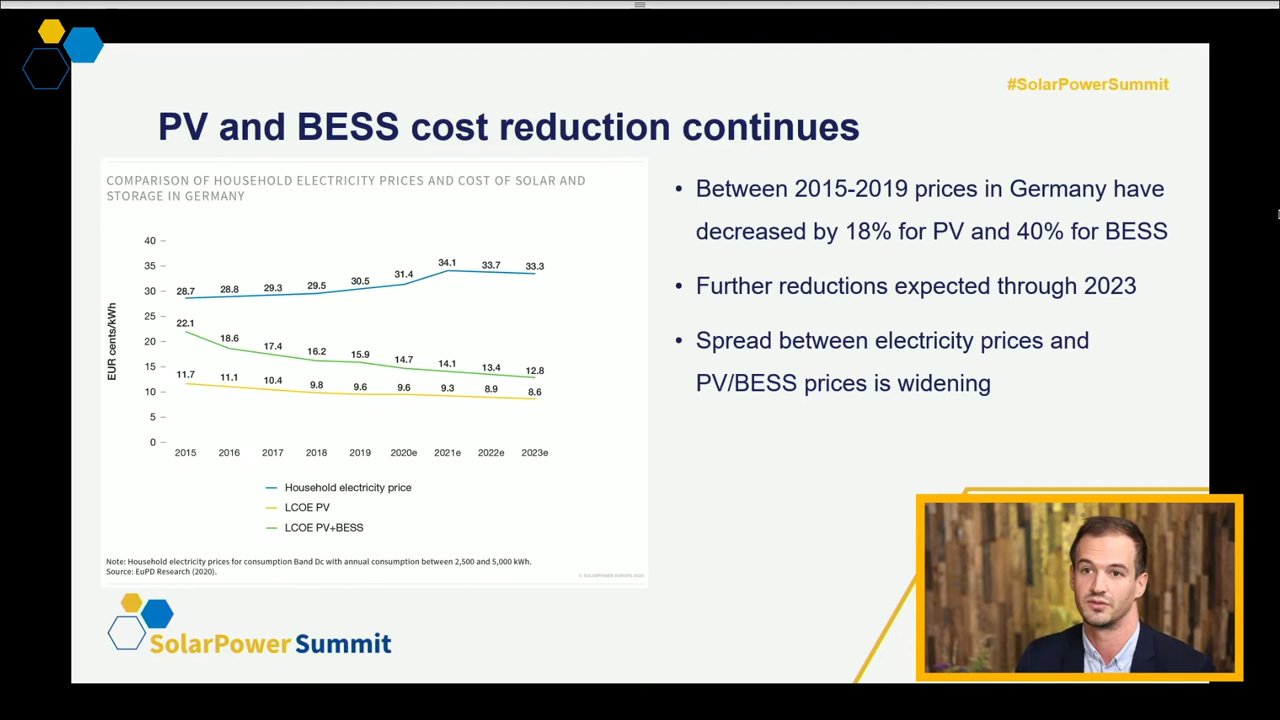 #SolarPowerSummit
PV and BESS cost reduction continues
COMPARISON OF HOUSEHOLD ELECTRICITY PRICES AND COST OF SOLAR AND
STORAGE IN GERMANY
EUR cents/kWh
40
35
30
25
20
15
10
5
0
28.7 28.8 29.3 29.5 30.5 31.4 34.1 33.7 33.3
22.1 18.6 17.4 16.2 15.9 14.7 14.1 13.4 12.8
11.7 11.1 10.4 9.8 9.6 9.6 9.3 8.9 8.6
2015 2016 2017 2018 2019 2020e 2021e 2022e 2023e
Household electricity price
LCOE PV
LCOE PV+BESS
Note: Household electricity prices for consumption Band Dc with annual consumption between 2,500 and 5,000 kWh.
Source: EuPD Research (2020).
© SOLARPOWER EUROPE 2020
• Between 2015-2019 prices in Germany have
decreased by 18% for PV and 40% for BESS
• Further reductions expected through 2023
• Spread between electricity prices and
PV/BESS prices is widening
SolarPower Summit